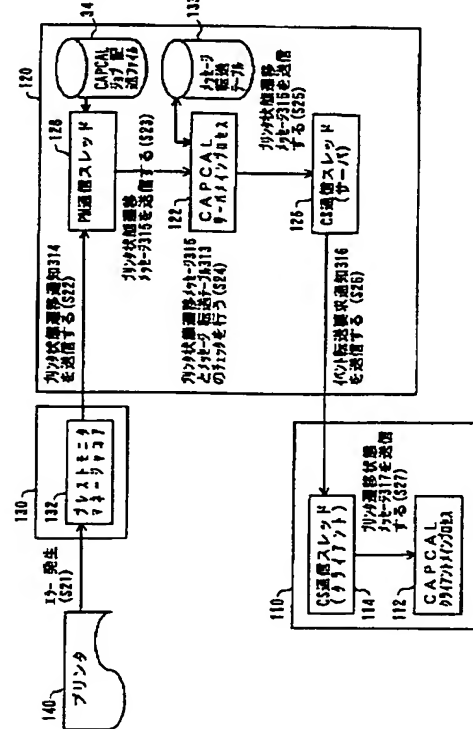 140
プリンタ
エラー 発生
(S21)
130
132
プレストモニタ
マネージャコア
プリンタ状態遷移通知314
を送信する(S22)
120
126
PM通信スレッド
34
CAPCAL
ジョブ 配
送ファイル
プリンタ状態遷移
メッセージ315を送信する(S23)
133
メッセージ
転送
テーブル
122
CAPCAL
サーバメインプロセス
プリンタ状態遷移メッセージ315
とメッセージ 転送テーブル313
のチェックを行う(S24)
プリンタ状態遷移
メッセージ315を送信
(S25)
125
CS通信スレッド
(サーバ)
イベント転送要求通知316
を送信する(S26)
110
114
CS通信スレッド
(クライアント)
プリンタ遷移状態
メッセージ317を送信
する(S27)
112
CAPCAL
クライアントメインプロセス